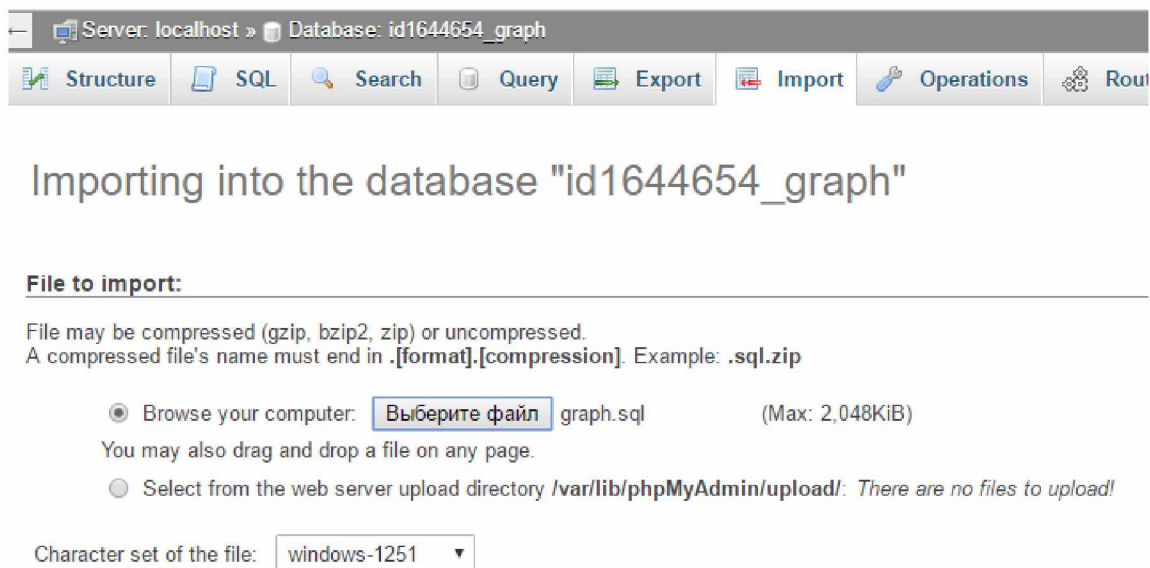 ← Server: localhost » Database: id1644654_graph
Structure SQL Search Query Export Import Operations Rout
Importing into the database "id1644654_graph"
File to import:
File may be compressed (gzip, bzip2, zip) or uncompressed.
A compressed file's name must end in .[format].[compression]. Example: .sql.zip
Browse your computer: Выберите файл graph.sql (Max: 2,048KiB)
You may also drag and drop a file on any page.
Select from the web server upload directory /var/lib/phpMyAdmin/upload/: There are no files to upload!
Character set of the file: windows-1251